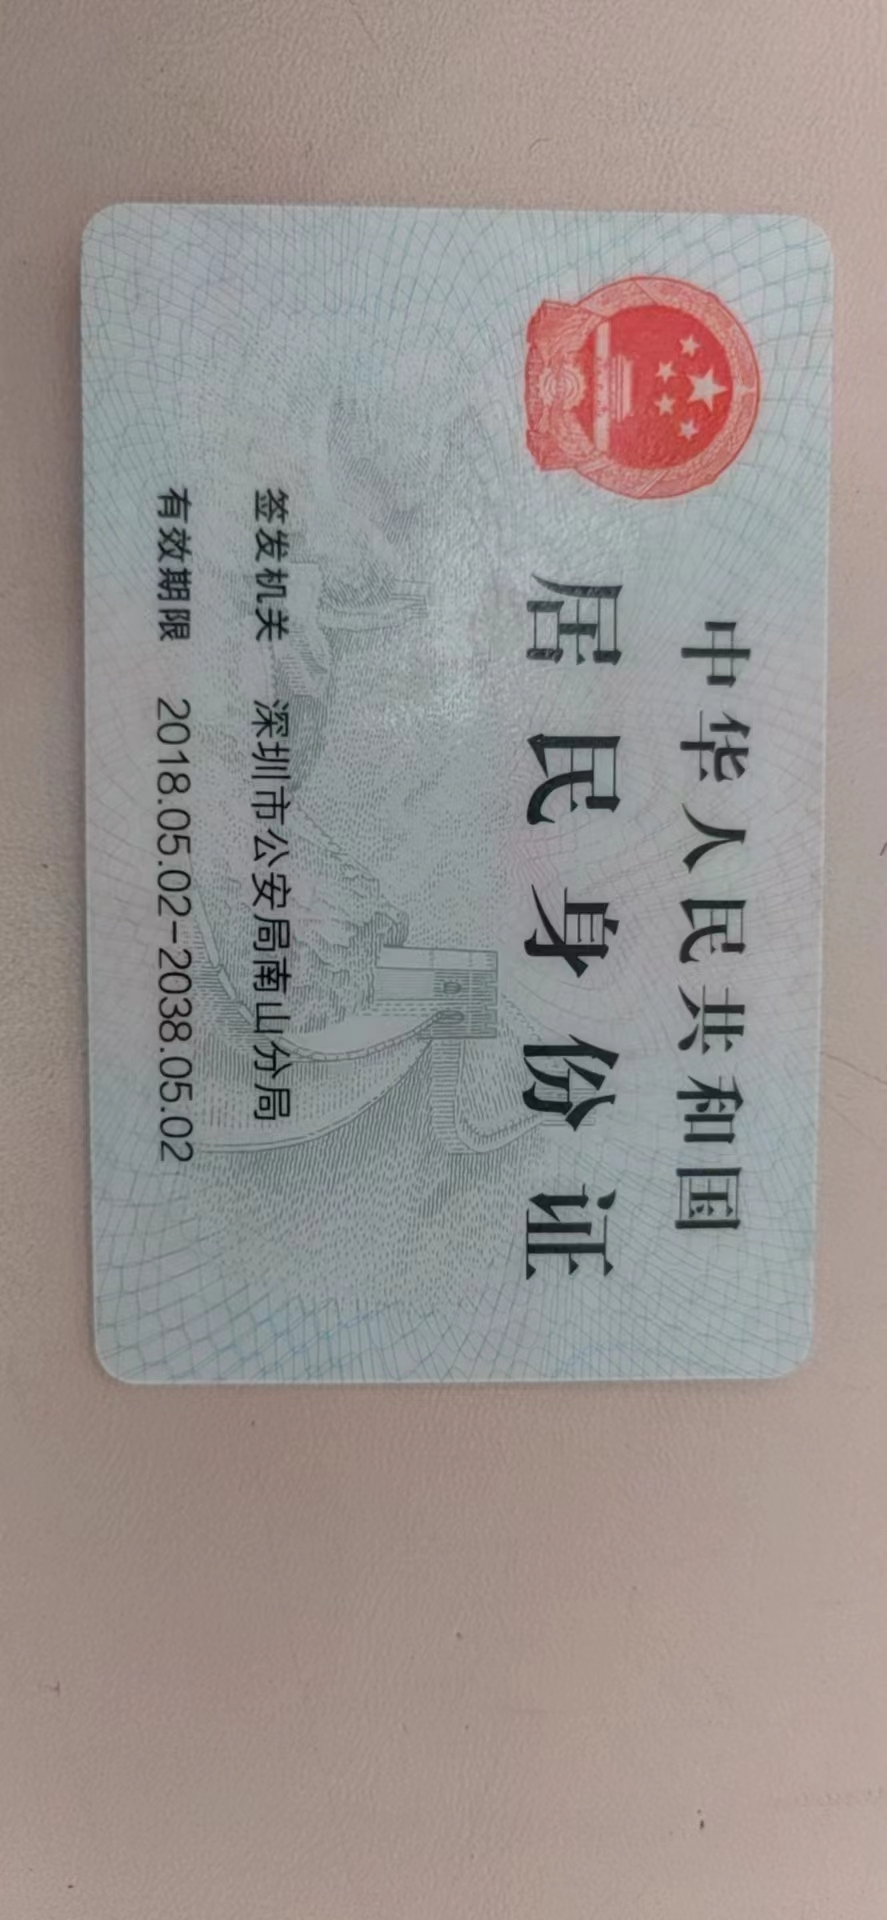 中华人民共和国
居民身份证
签发机关 深圳市公安局南山分局
有效期限 2018.05.02-2038.05.02